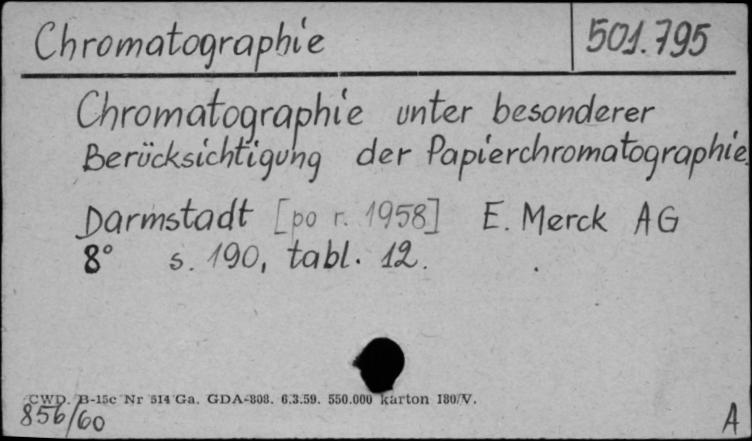 Chromatographie 501.795
Chromatographie unter besonderer
Berücksichtigung der Papierchromatographie.
Darmstadt [po r. 1958] E. Merck AG
8° s. 190, tabl. 12.
CWD. B-15c Nr 514 Ga. GDA-808. 6.3.59. 550.000 karton 180/V.
856/60 A